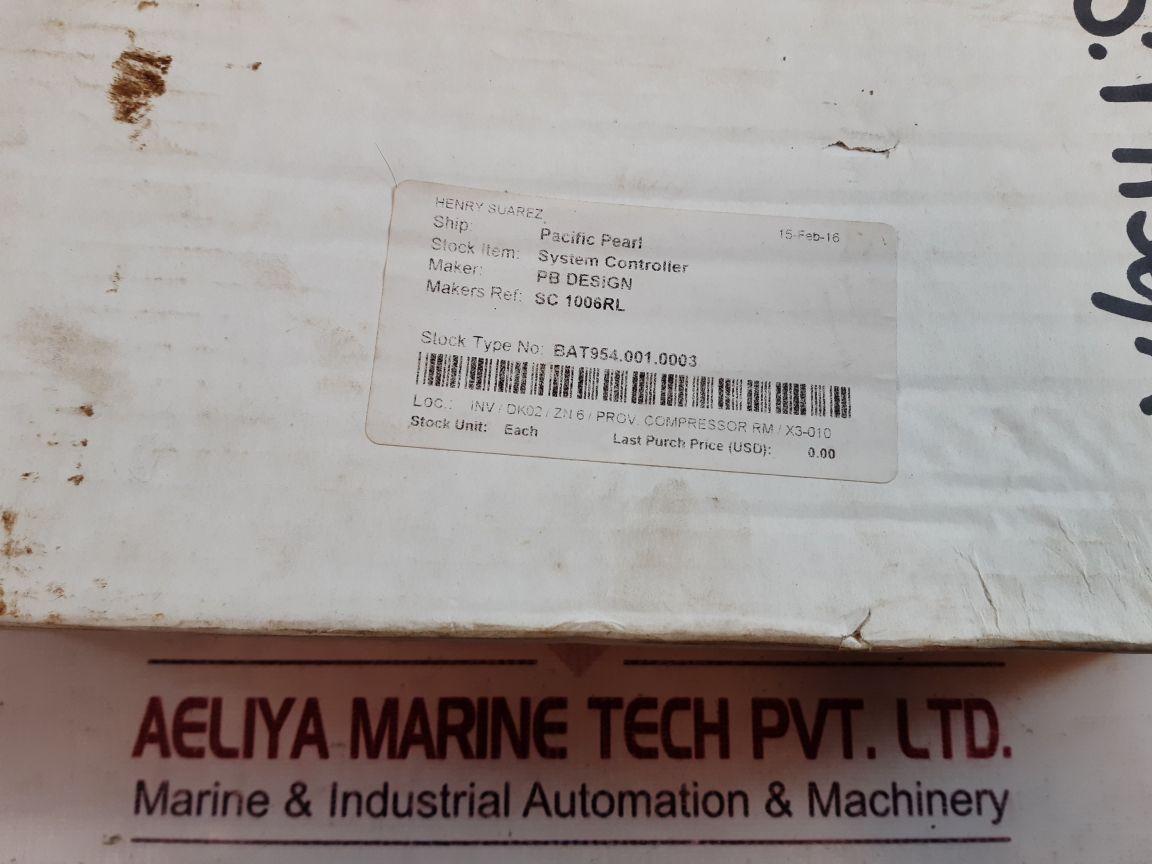 HENRY SUAREZ 15-Feb-16
Ship: Pacific Pearl
Stock Item: System Controller
Maker: PB DESIGN
Makers Ref: SC 1006RL
Stock Type No: BAT954.001.0003
Loc.: INV / DK02 / ZN 6 / PROV. COMPRESSOR RM / X3-010
Stock Unit: Each Last Purch Price (USD): 0.00
AELIYA MARINE TECH PVT. LTD.
Marine & Industrial Automation & Machinery